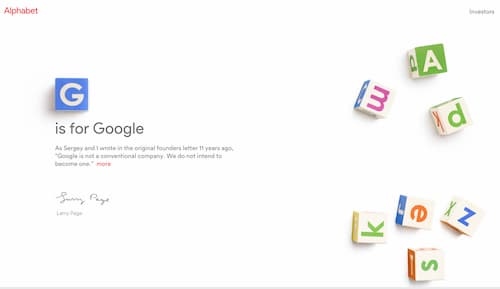 Alphabet
Investors
G
is for Google
As Sergey and I wrote in the original founders letter 11 years ago,
"Google is not a conventional company. We do not intend to
become one." more
Larry Page
Larry Page
A
m
p
k
e
z
s